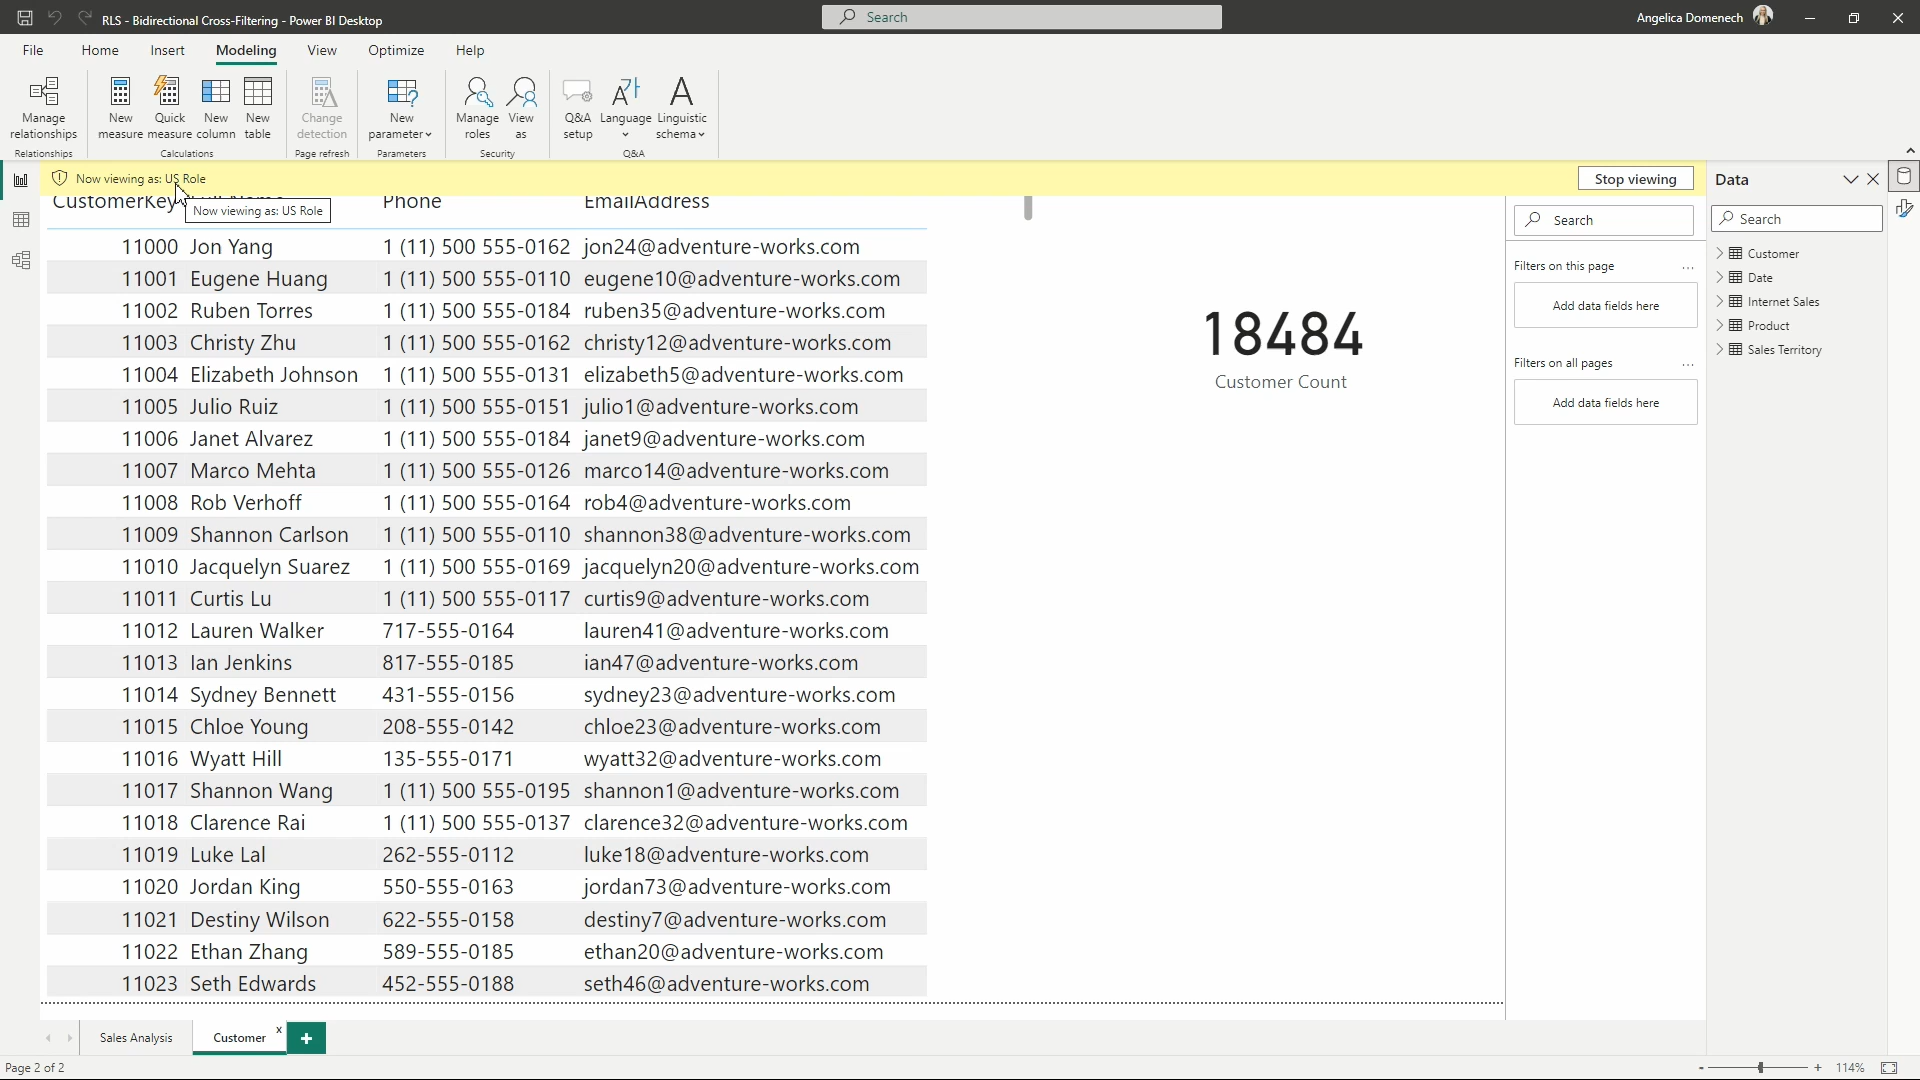 RLS - Bidirectional Cross-Filtering - Power BI Desktop
Search
Angelica Domenech
File Home Insert Modeling View Optimize Help
Manage relationships
New measure
Quick measure
New column
New table
Change detection
New parameter
Manage roles
View as
Q&A setup
Language
Linguistic schema
Relationships
Calculations
Page refresh
Parameters
Security
Q&A
Now viewing as: US Role
Stop viewing
Now viewing as: US Role
CustomerKey Phone EmailAddress
11000 Jon Yang 1 (11) 500 555-0162 jon24@adventure-works.com
11001 Eugene Huang 1 (11) 500 555-0110 eugene10@adventure-works.com
11002 Ruben Torres 1 (11) 500 555-0184 ruben35@adventure-works.com
11003 Christy Zhu 1 (11) 500 555-0162 christy12@adventure-works.com
11004 Elizabeth Johnson 1 (11) 500 555-0131 elizabeth5@adventure-works.com
11005 Julio Ruiz 1 (11) 500 555-0151 julio1@adventure-works.com
11006 Janet Alvarez 1 (11) 500 555-0184 janet9@adventure-works.com
11007 Marco Mehta 1 (11) 500 555-0126 marco14@adventure-works.com
11008 Rob Verhoff 1 (11) 500 555-0164 rob4@adventure-works.com
11009 Shannon Carlson 1 (11) 500 555-0110 shannon38@adventure-works.com
11010 Jacquelyn Suarez 1 (11) 500 555-0169 jacquelyn20@adventure-works.com
11011 Curtis Lu 1 (11) 500 555-0117 curtis9@adventure-works.com
11012 Lauren Walker 717-555-0164 lauren41@adventure-works.com
11013 Ian Jenkins 817-555-0185 ian47@adventure-works.com
11014 Sydney Bennett 431-555-0156 sydney23@adventure-works.com
11015 Chloe Young 208-555-0142 chloe23@adventure-works.com
11016 Wyatt Hill 135-555-0171 wyatt32@adventure-works.com
11017 Shannon Wang 1 (11) 500 555-0195 shannon1@adventure-works.com
11018 Clarence Rai 1 (11) 500 555-0137 clarence32@adventure-works.com
11019 Luke Lal 262-555-0112 luke18@adventure-works.com
11020 Jordan King 550-555-0163 jordan73@adventure-works.com
11021 Destiny Wilson 622-555-0158 destiny7@adventure-works.com
11022 Ethan Zhang 589-555-0185 ethan20@adventure-works.com
11023 Seth Edwards 452-555-0188 seth46@adventure-works.com
18484
Customer Count
Search
Filters on this page ...
Add data fields here
Filters on all pages ...
Add data fields here
Data
Search
Customer
Date
Internet Sales
Product
Sales Territory
Sales Analysis
Customer x
+
Page 2 of 2
- + 114%